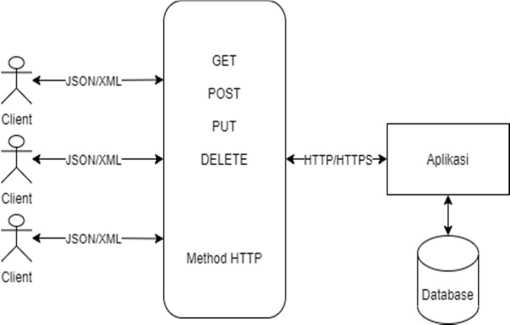 GET
JSON/XML
Client
POST
PUT
JSON/XML
DELETE
HTTP/HTTPS
Aplikasi
Client
JSON/XML
Method HTTP
Client
Database